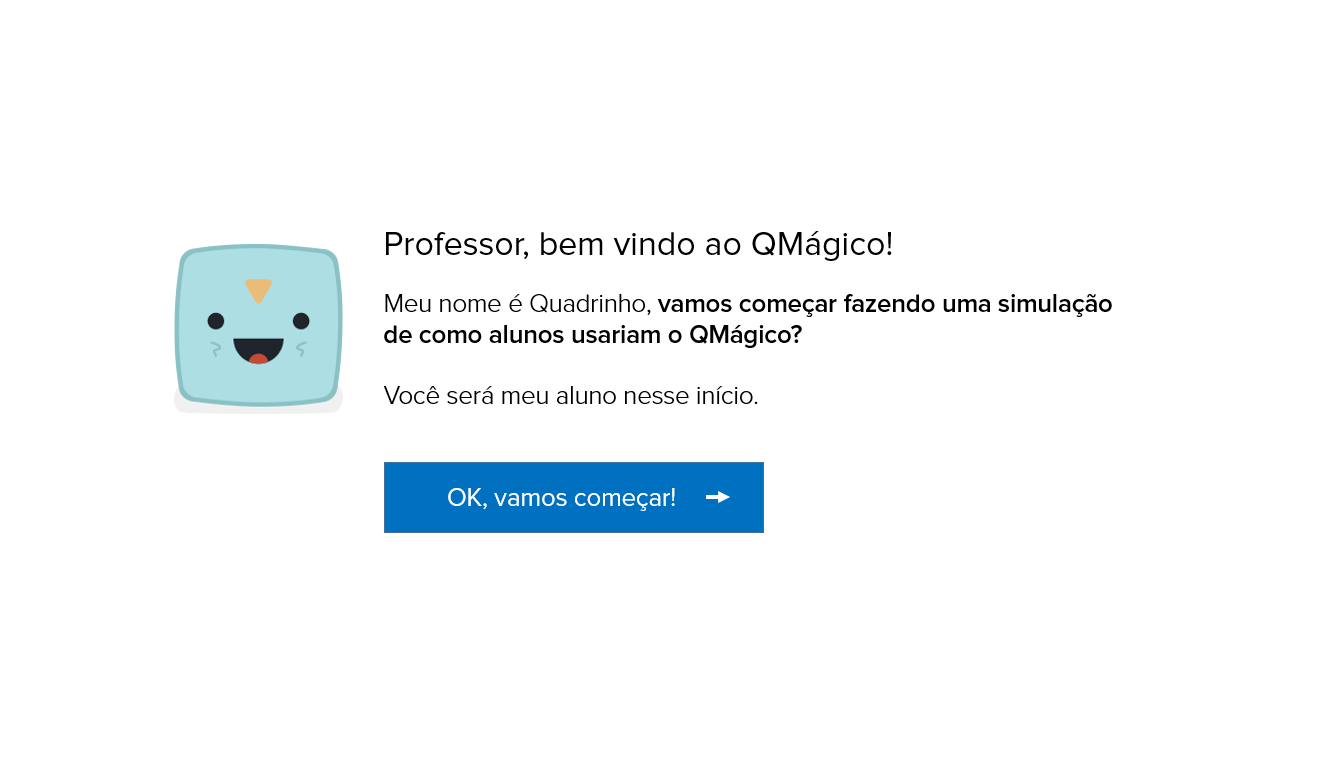 Professor, bem vindo ao QMágico!
Meu nome é Quadrinho, vamos começar fazendo uma simulação
de como alunos usariam o QMágico?
Você será meu aluno nesse início.
OK, vamos começar!